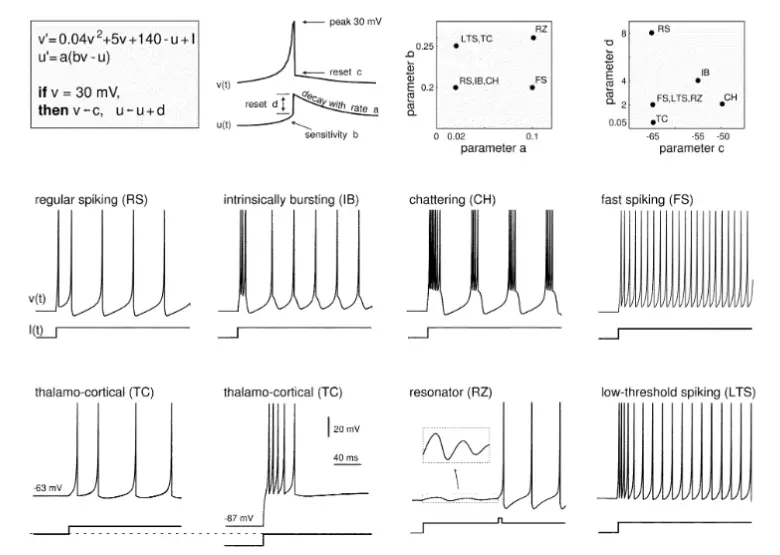 v'= 0.04v²+5v+140 - u + I
u'= a(bv - u)
if v = 30 mV,
then v←c, u←u+d
peak 30 mV
v(t)
reset c
reset d
decay with rate a
u(t)
sensitivity b
parameter b
0.25
0.2
LTS,TC
RZ
RS,IB,CH
FS
0 0.02 0.1
parameter a
parameter d
8
4
2
0.05
RS
IB
FS,LTS,RZ
CH
TC
-65 -55 -50
parameter c
regular spiking (RS)
intrinsically bursting (IB)
chattering (CH)
fast spiking (FS)
v(t)
I(t)
thalamo-cortical (TC)
thalamo-cortical (TC)
resonator (RZ)
low-threshold spiking (LTS)
20 mV
40 ms
-63 mV
-87 mV